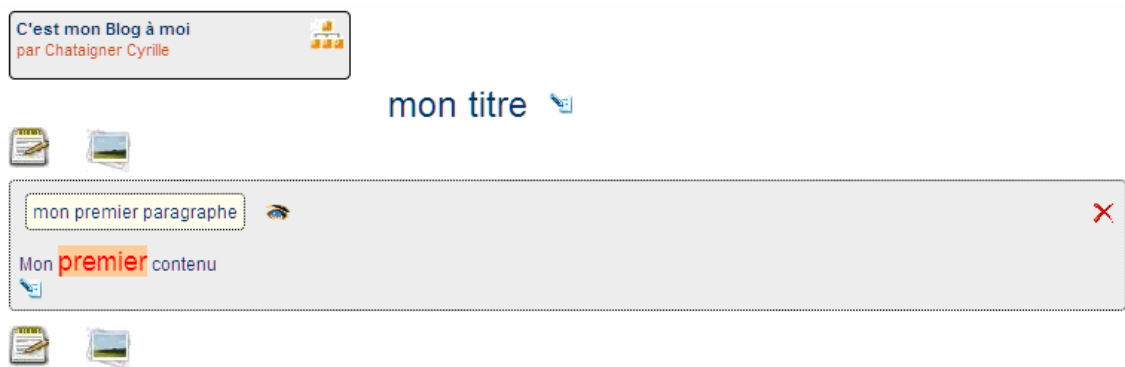 C'est mon Blog à moi
par Chataigner Cyrille
mon titre
mon premier paragraphe
Mon premier contenu